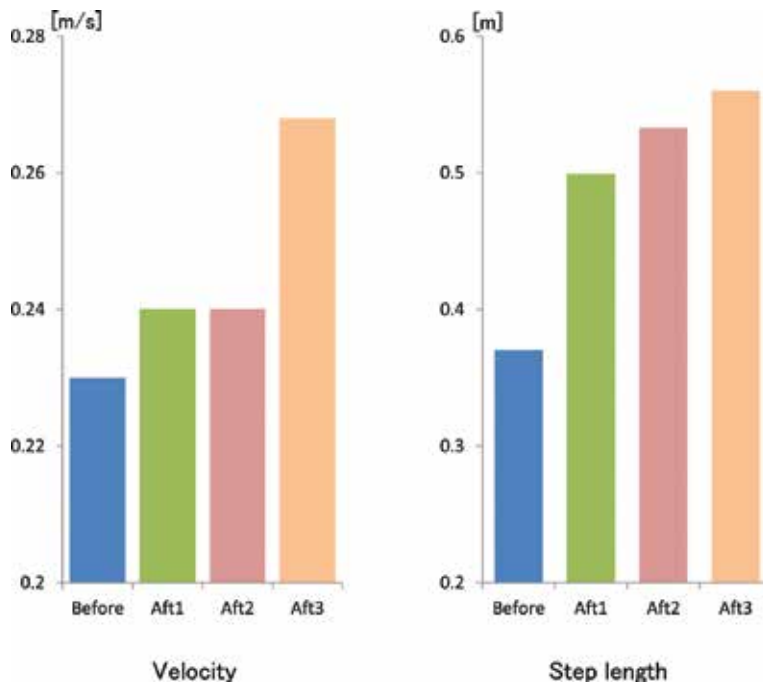 [m/s]
0.28
0.26
0.24
0.22
0.2
Before Aft1 Aft2 Aft3
Velocity
[m]
0.6
0.5
0.4
0.3
0.2
Before Aft1 Aft2 Aft3
Step length